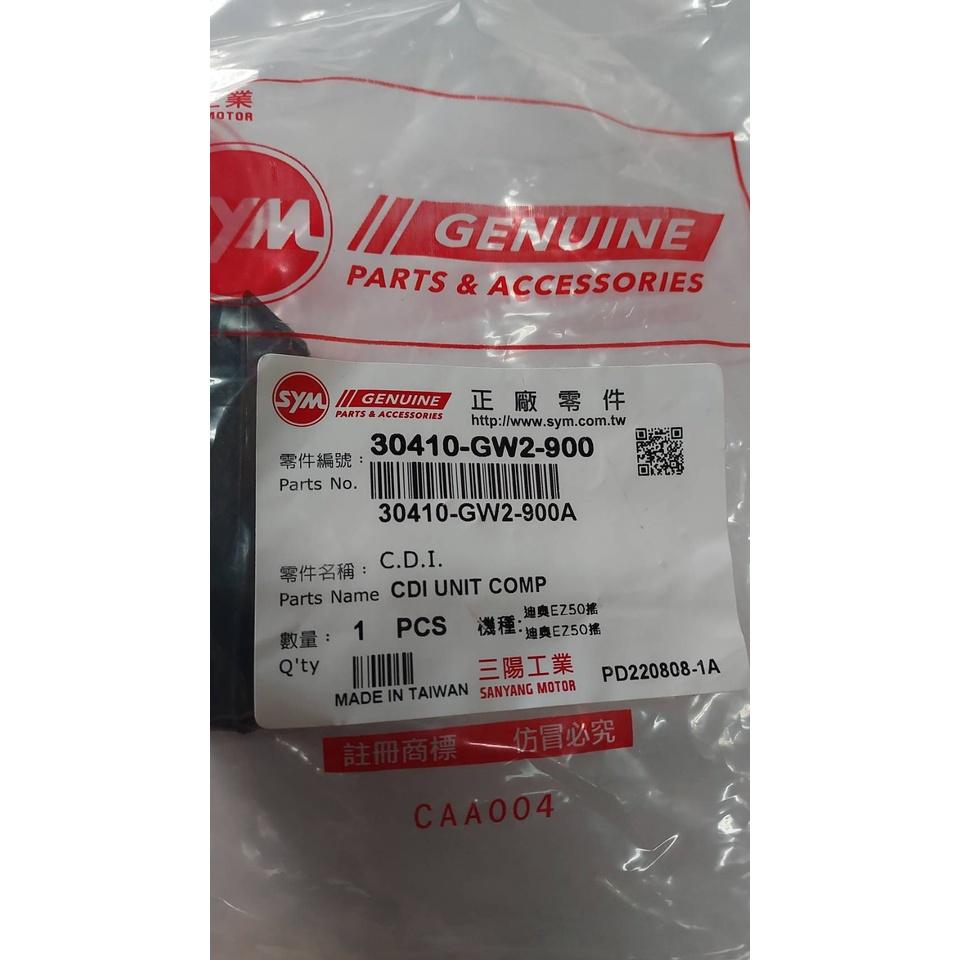 工業
MOTOR
SYM
GENUINE
PARTS & ACCESSORIES
SYM GENUINE 正廠零件
PARTS & ACCESSORIES http://www.sym.com.tw
零件編號: 30410-GW2-900
Parts No.
30410-GW2-900A
零件名稱: C.D.I.
Parts Name CDI UNIT COMP
數量: 1 PCS 機種: 迪奧EZ50搖
迪奧EZ50搖
Q'ty
MADE IN TAIWAN 三陽工業 PD220808-1A
SANYANG MOTOR
註冊商標 仿冒必究
CAA004